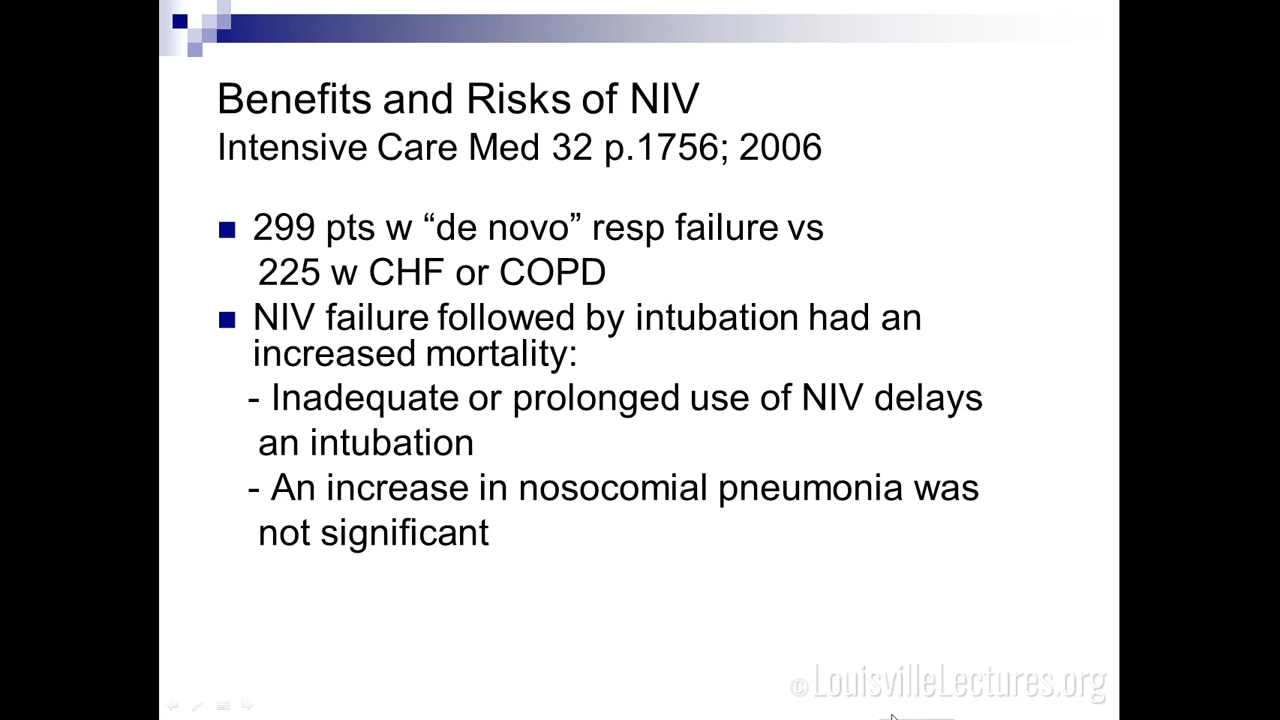 Benefits and Risks of NIV
Intensive Care Med 32 p.1756; 2006
299 pts w “de novo” resp failure vs
225 w CHF or COPD
NIV failure followed by intubation had an
increased mortality:
- Inadequate or prolonged use of NIV delays
an intubation
- An increase in nosocomial pneumonia was
not significant
©LouisvilleLectures.org